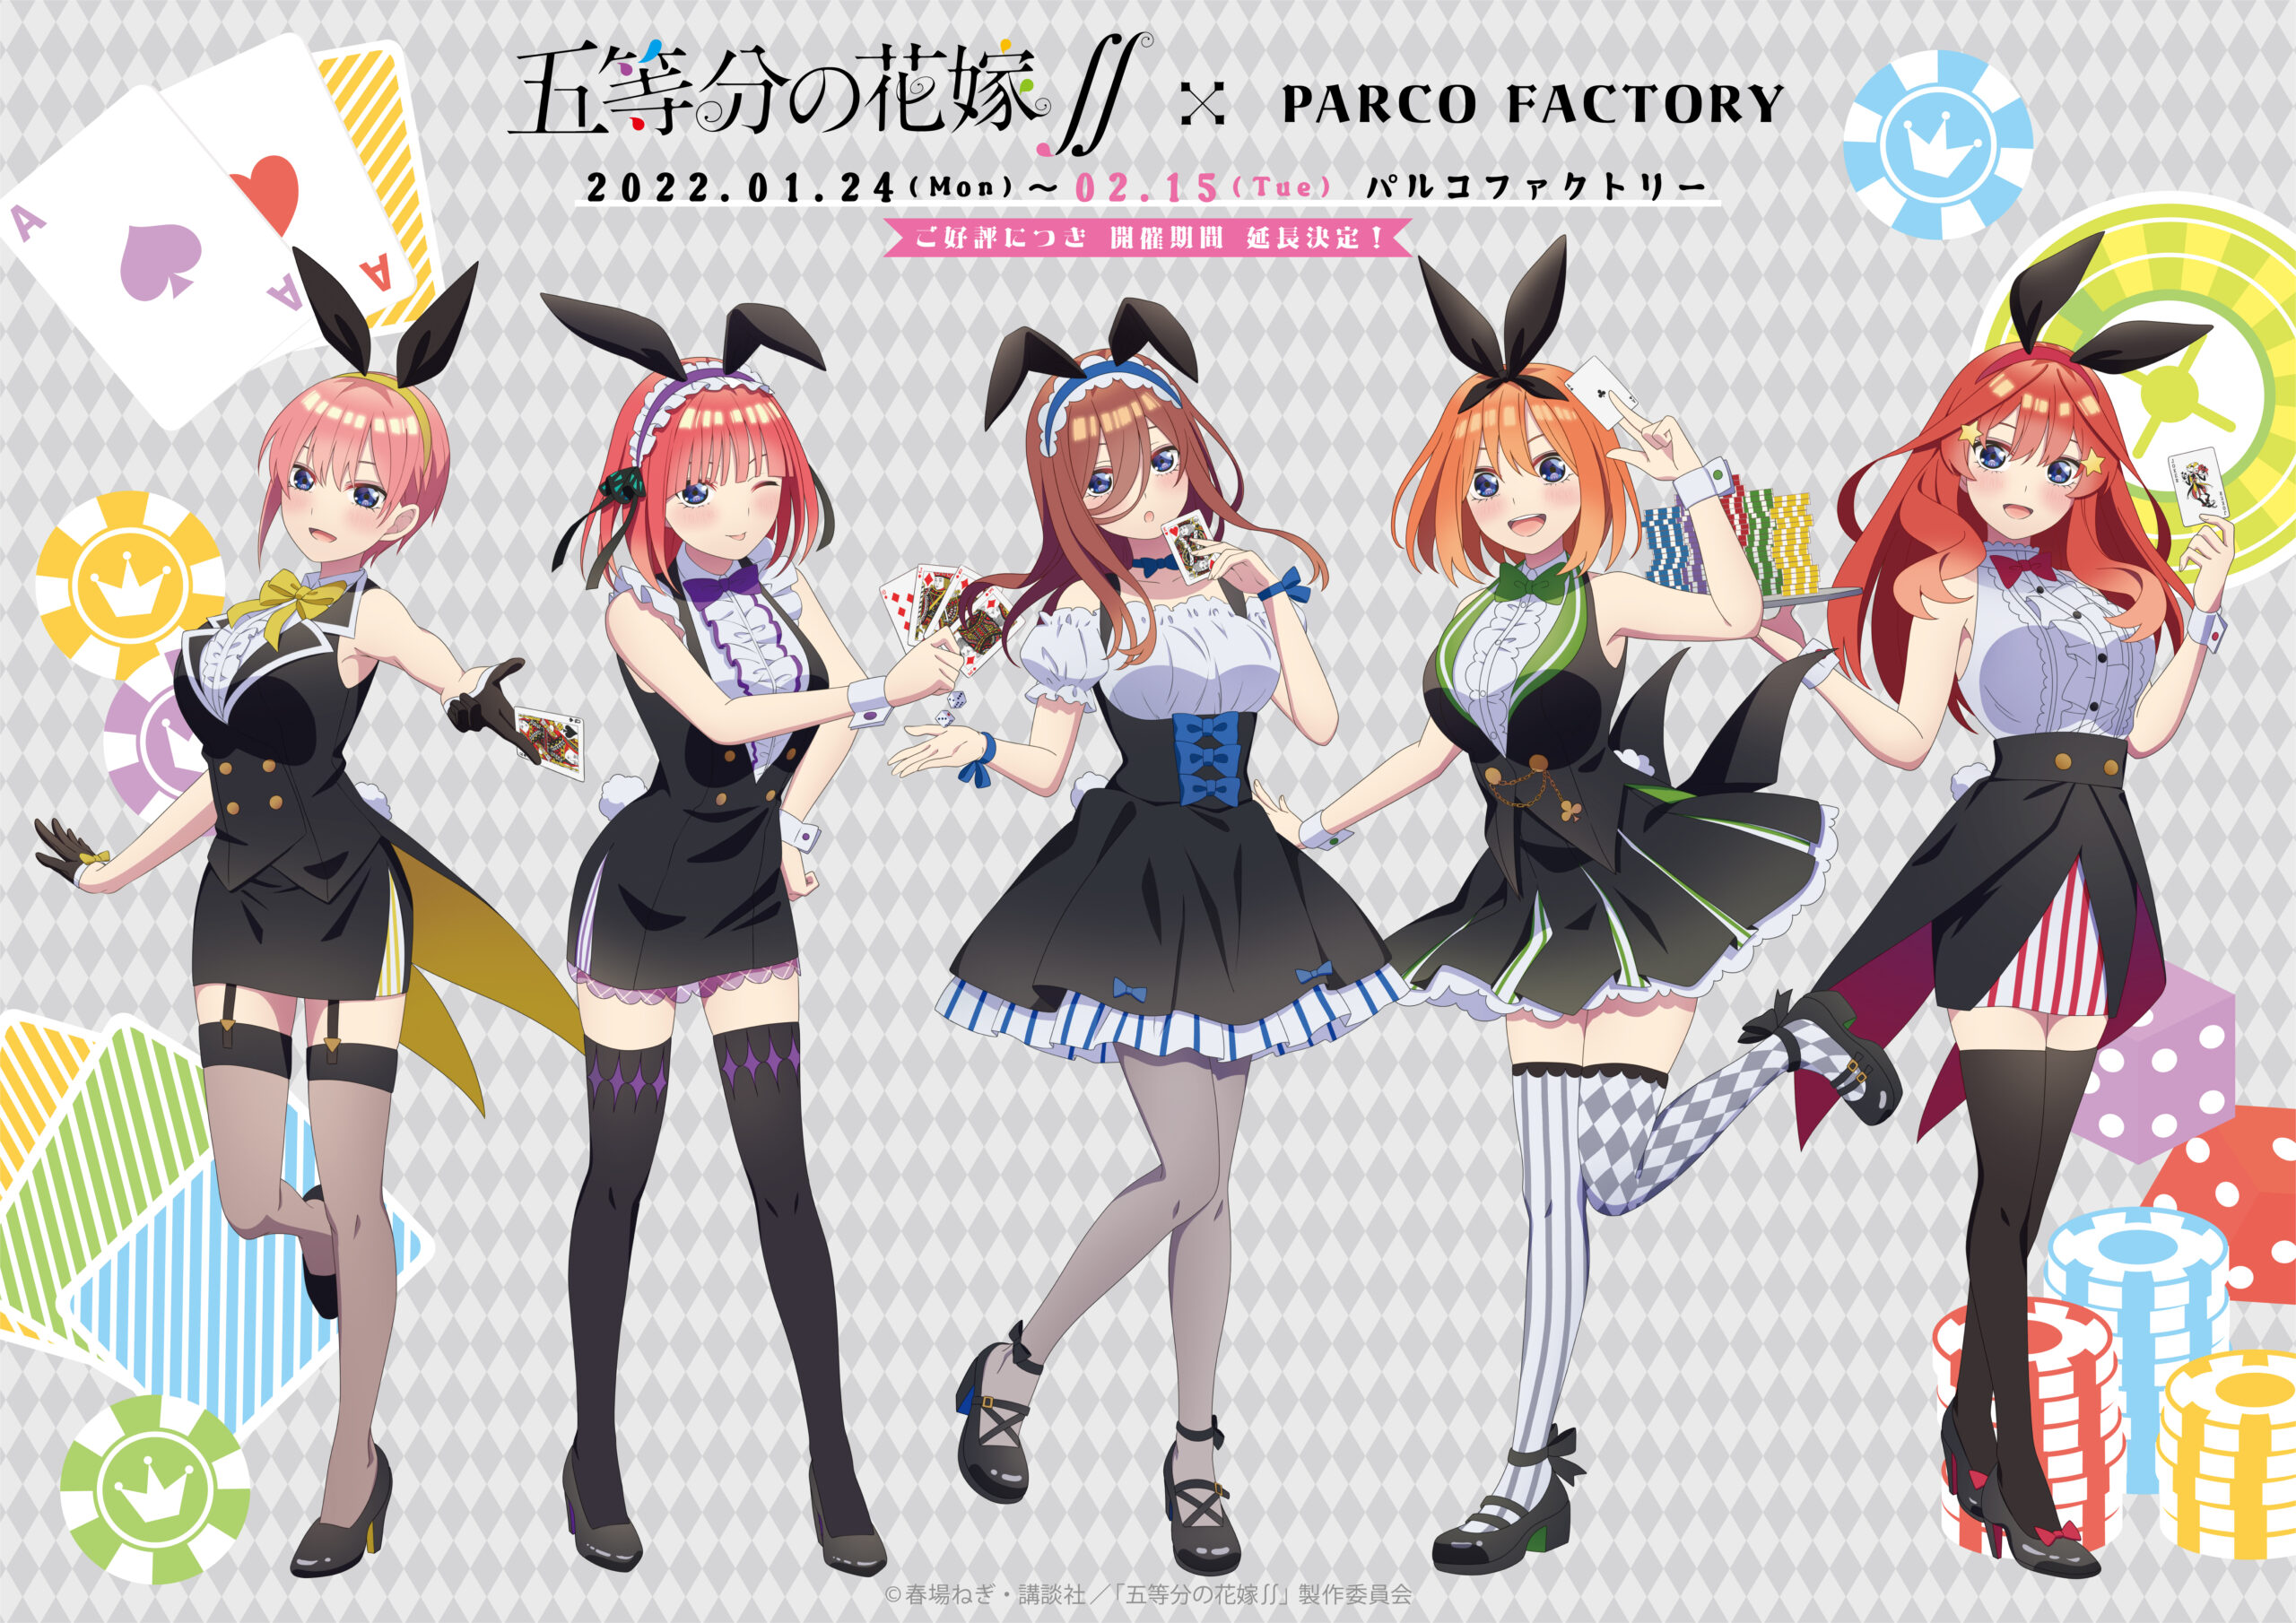 五等分の花嫁∬ × PARCO FACTORY
2022.01.24(Mn)～02.15(Tue) パルコファクトリー
ご好評につき 開催期間 延長決定！
A
A
A
©春場ねぎ・講談社／「五等分の花嫁∬」製作委員会